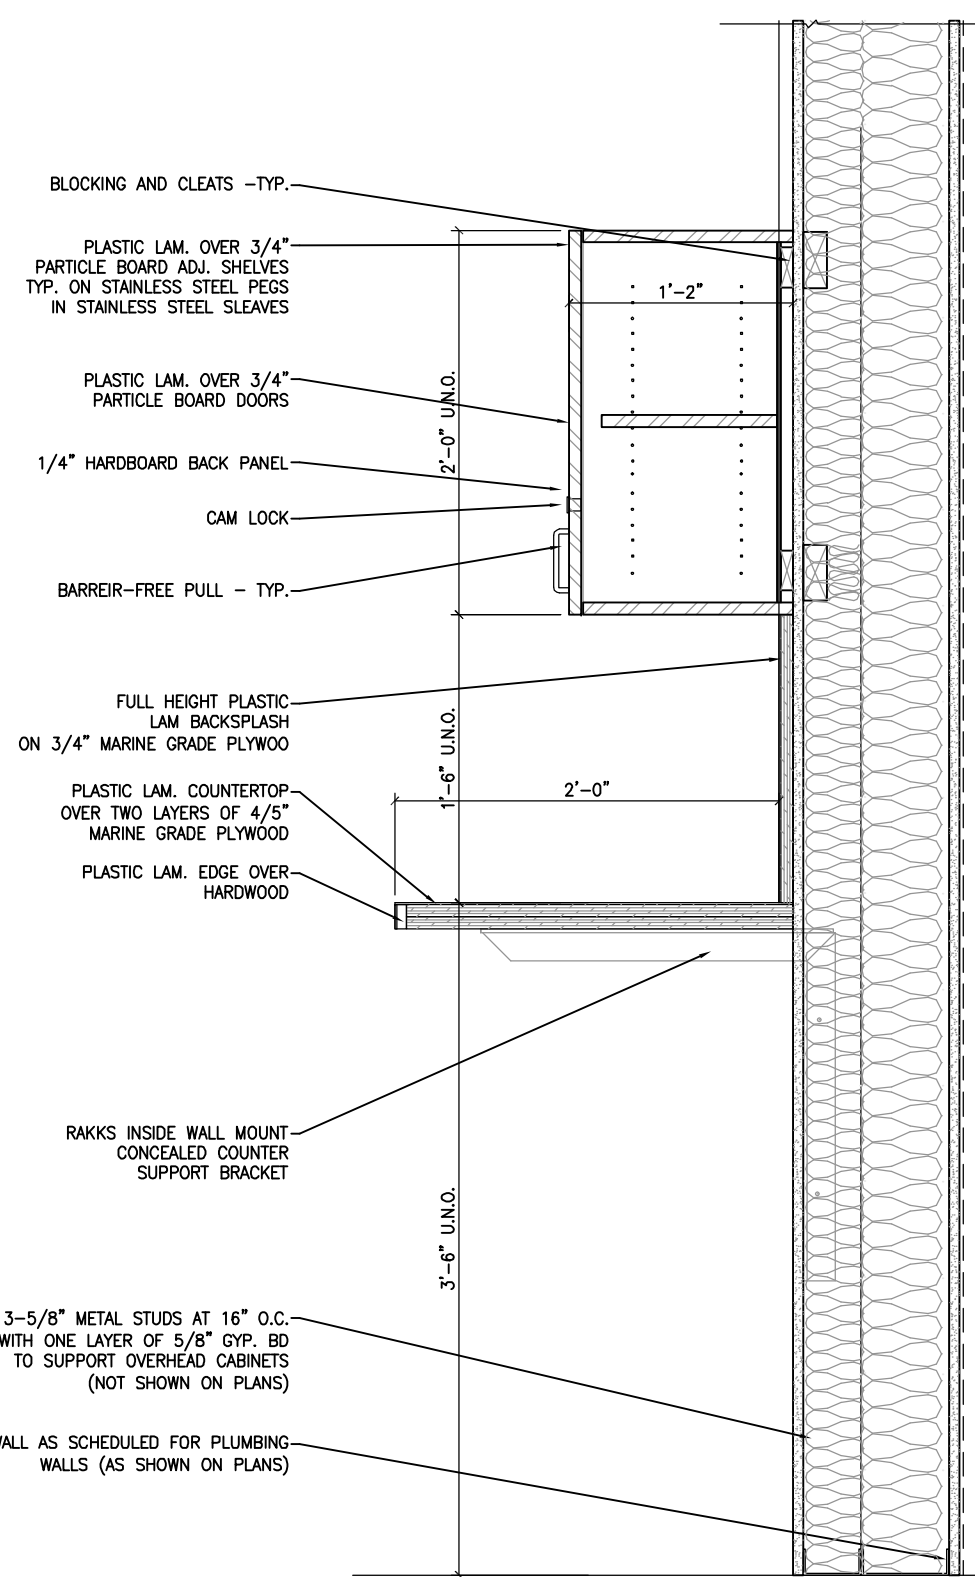 BLOCKING AND CLEATS -TYP.
PLASTIC LAM. OVER 3/4"
PARTICLE BOARD ADJ. SHELVES
TYP. ON STAINLESS STEEL PEGS
IN STAINLESS STEEL SLEAVES
1'-2"
PLASTIC LAM. OVER 3/4"
PARTICLE BOARD DOORS
2'-0" U.N.O.
1/4" HARDBOARD BACK PANEL
CAM LOCK
BARREIR-FREE PULL - TYP.
FULL HEIGHT PLASTIC
LAM BACKSPLASH
ON 3/4" MARINE GRADE PLYWOO
1'-6" U.N.O.
PLASTIC LAM. COUNTERTOP
OVER TWO LAYERS OF 4/5"
MARINE GRADE PLYWOOD
2'-0"
PLASTIC LAM. EDGE OVER
HARDWOOD
RAKKS INSIDE WALL MOUNT
CONCEALED COUNTER
SUPPORT BRACKET
3'-6" U.N.O.
3-5/8" METAL STUDS AT 16" O.C.
WITH ONE LAYER OF 5/8" GYP. BD
TO SUPPORT OVERHEAD CABINETS
(NOT SHOWN ON PLANS)
WALL AS SCHEDULED FOR PLUMBING
WALLS (AS SHOWN ON PLANS)